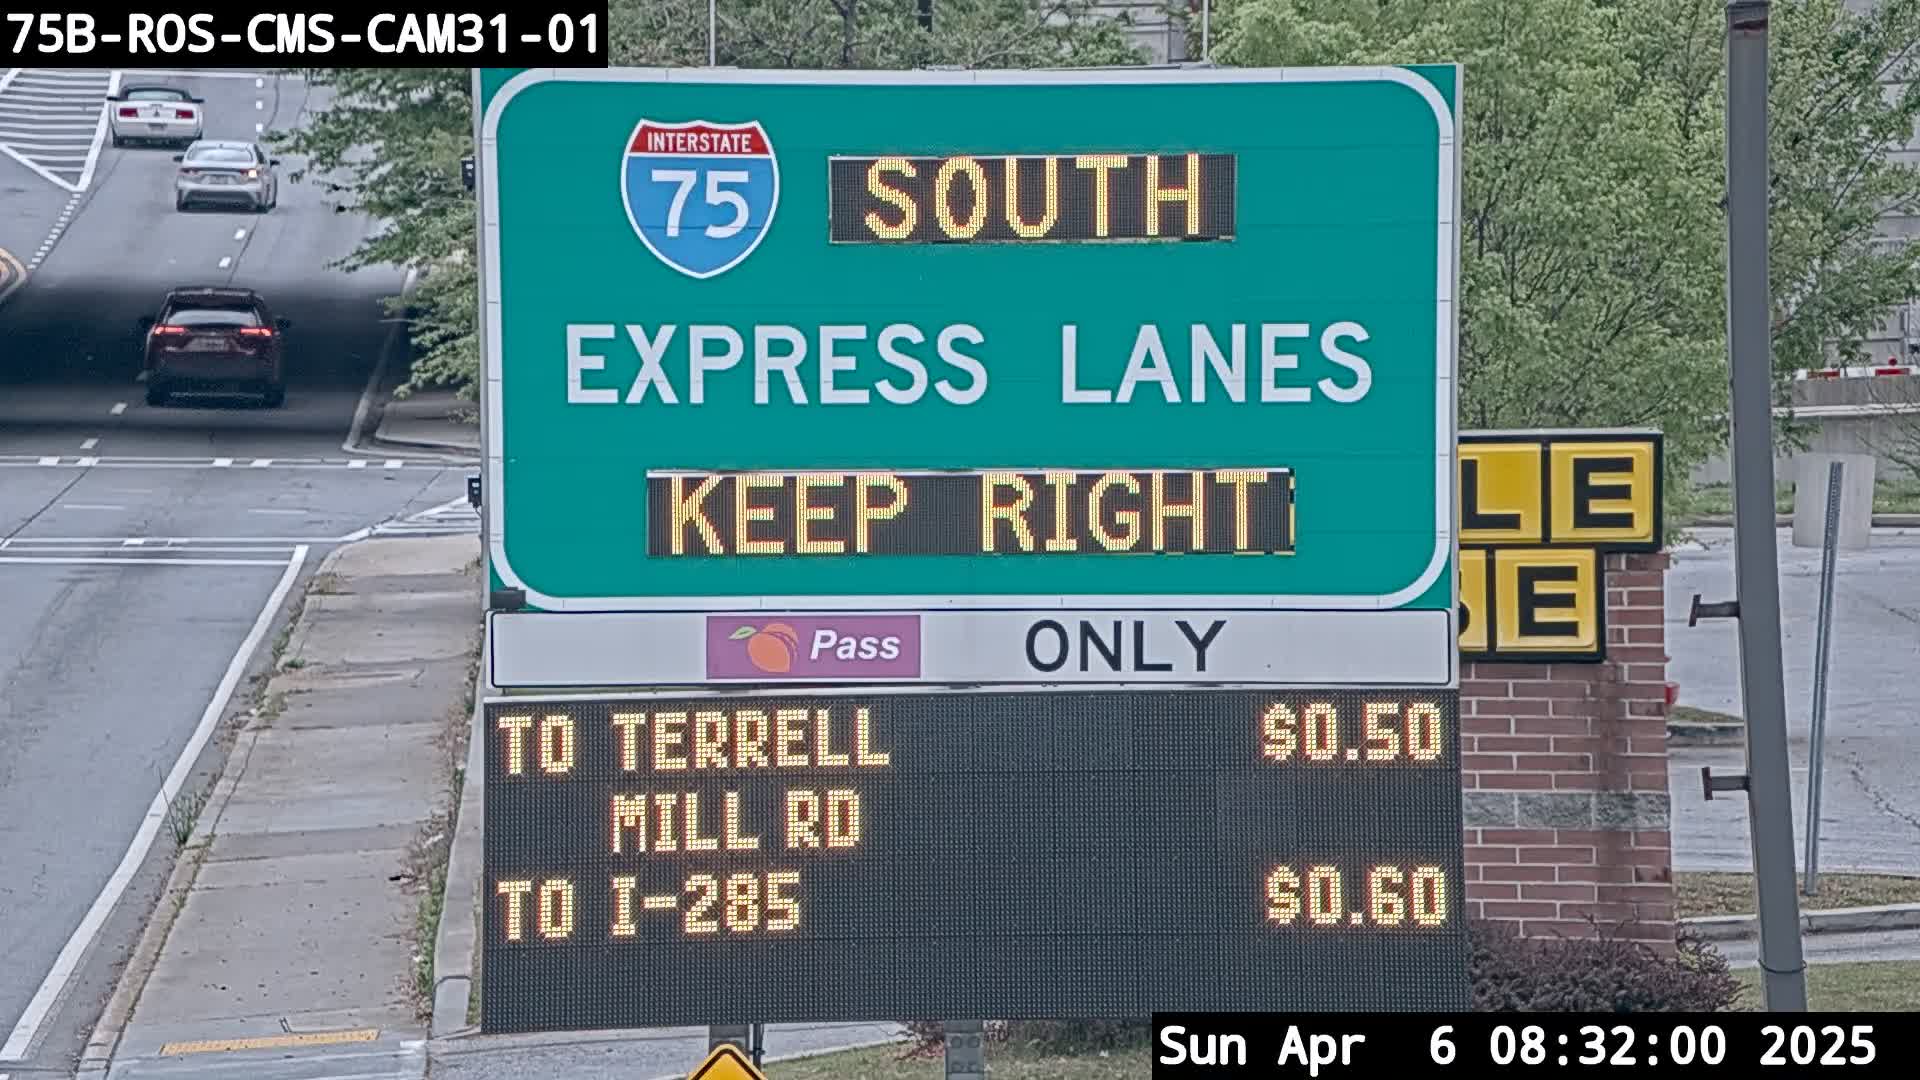 75B-ROS-CMS-CAM31-01
INTERSTATE
75
SOUTH
EXPRESS LANES
KEEP RIGHT
Pass ONLY
TO TERRELL $0.50
MILL RD
TO I-285 $0.60
LE
E
Sun Apr 6 08:32:00 2025